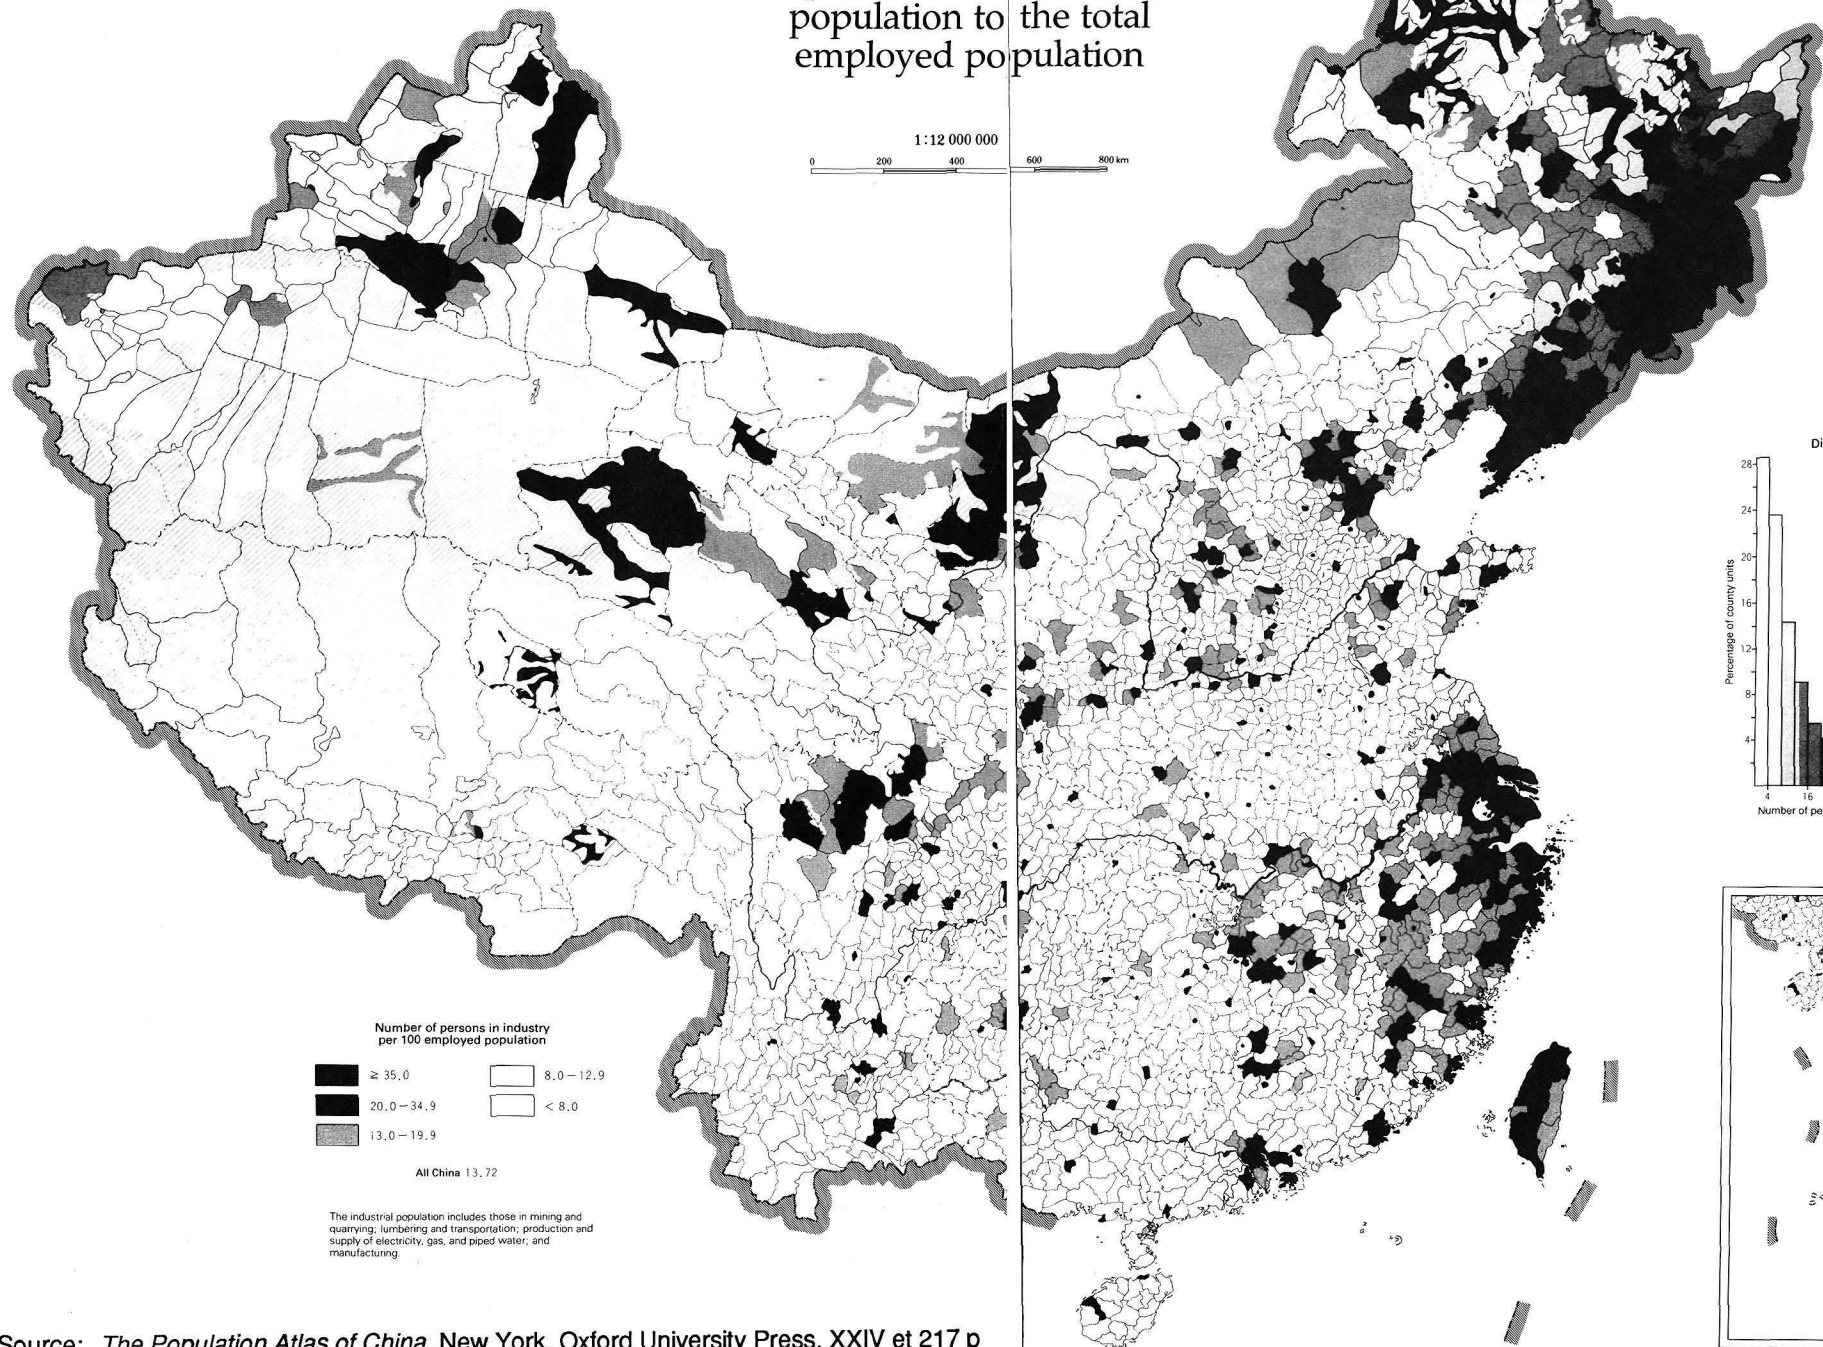 population to the total
employed population
1:12 000 000
0 200 400 600 800 km
Di
28
24
20
16
12
8
4
Percentage of county units
4 16
Number of pe
Number of persons in industry
per 100 employed population
≥ 35.0
8.0–12.9
20.0–34.9
< 8.0
13.0–19.9
All China 13.72
The industrial population includes those in mining and
quarrying; lumbering and transportation; production and
supply of electricity, gas, and piped water; and
manufacturing.
Source: The Population Atlas of China, New York, Oxford University Press, XXIV et 217 p